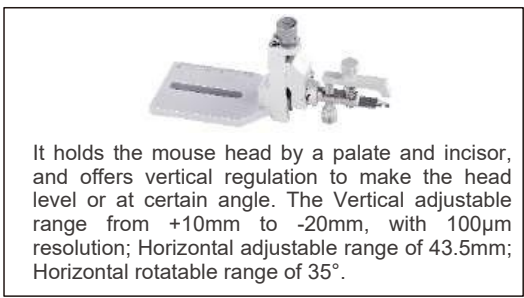 It holds the mouse head by a palate and incisor,
and offers vertical regulation to make the head
level or at certain angle. The Vertical adjustable
range from +10mm to -20mm, with 100µm
resolution; Horizontal adjustable range of 43.5mm;
Horizontal rotatable range of 35°.